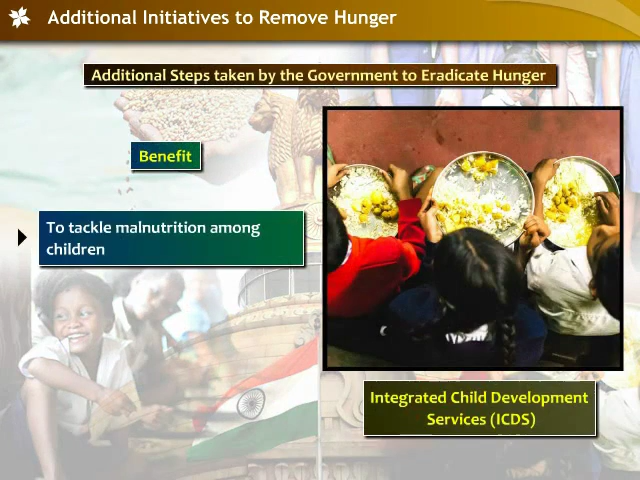 Additional Initiatives to Remove Hunger
Additional Steps taken by the Government to Eradicate Hunger
Benefit
To tackle malnutrition among
children
Integrated Child Development
Services (ICDS)